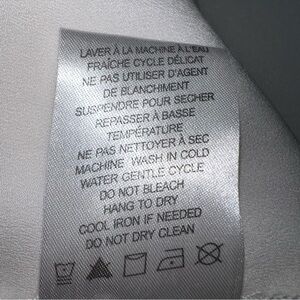 LAVER À LA MACHINE À L'EAU
FRAÎCHE CYCLE DÉLICAT
NE PAS UTILISER D'AGENT
DE BLANCHIMENT
SUSPENDRE POUR SECHER
REPASSER À BASSE
TEMPÉRATURE
NE PAS NETTOYER À SEC
MACHINE WASH IN COLD
WATER GENTLE CYCLE
DO NOT BLEACH
HANG TO DRY
COOL IRON IF NEEDED
DO NOT DRY CLEAN